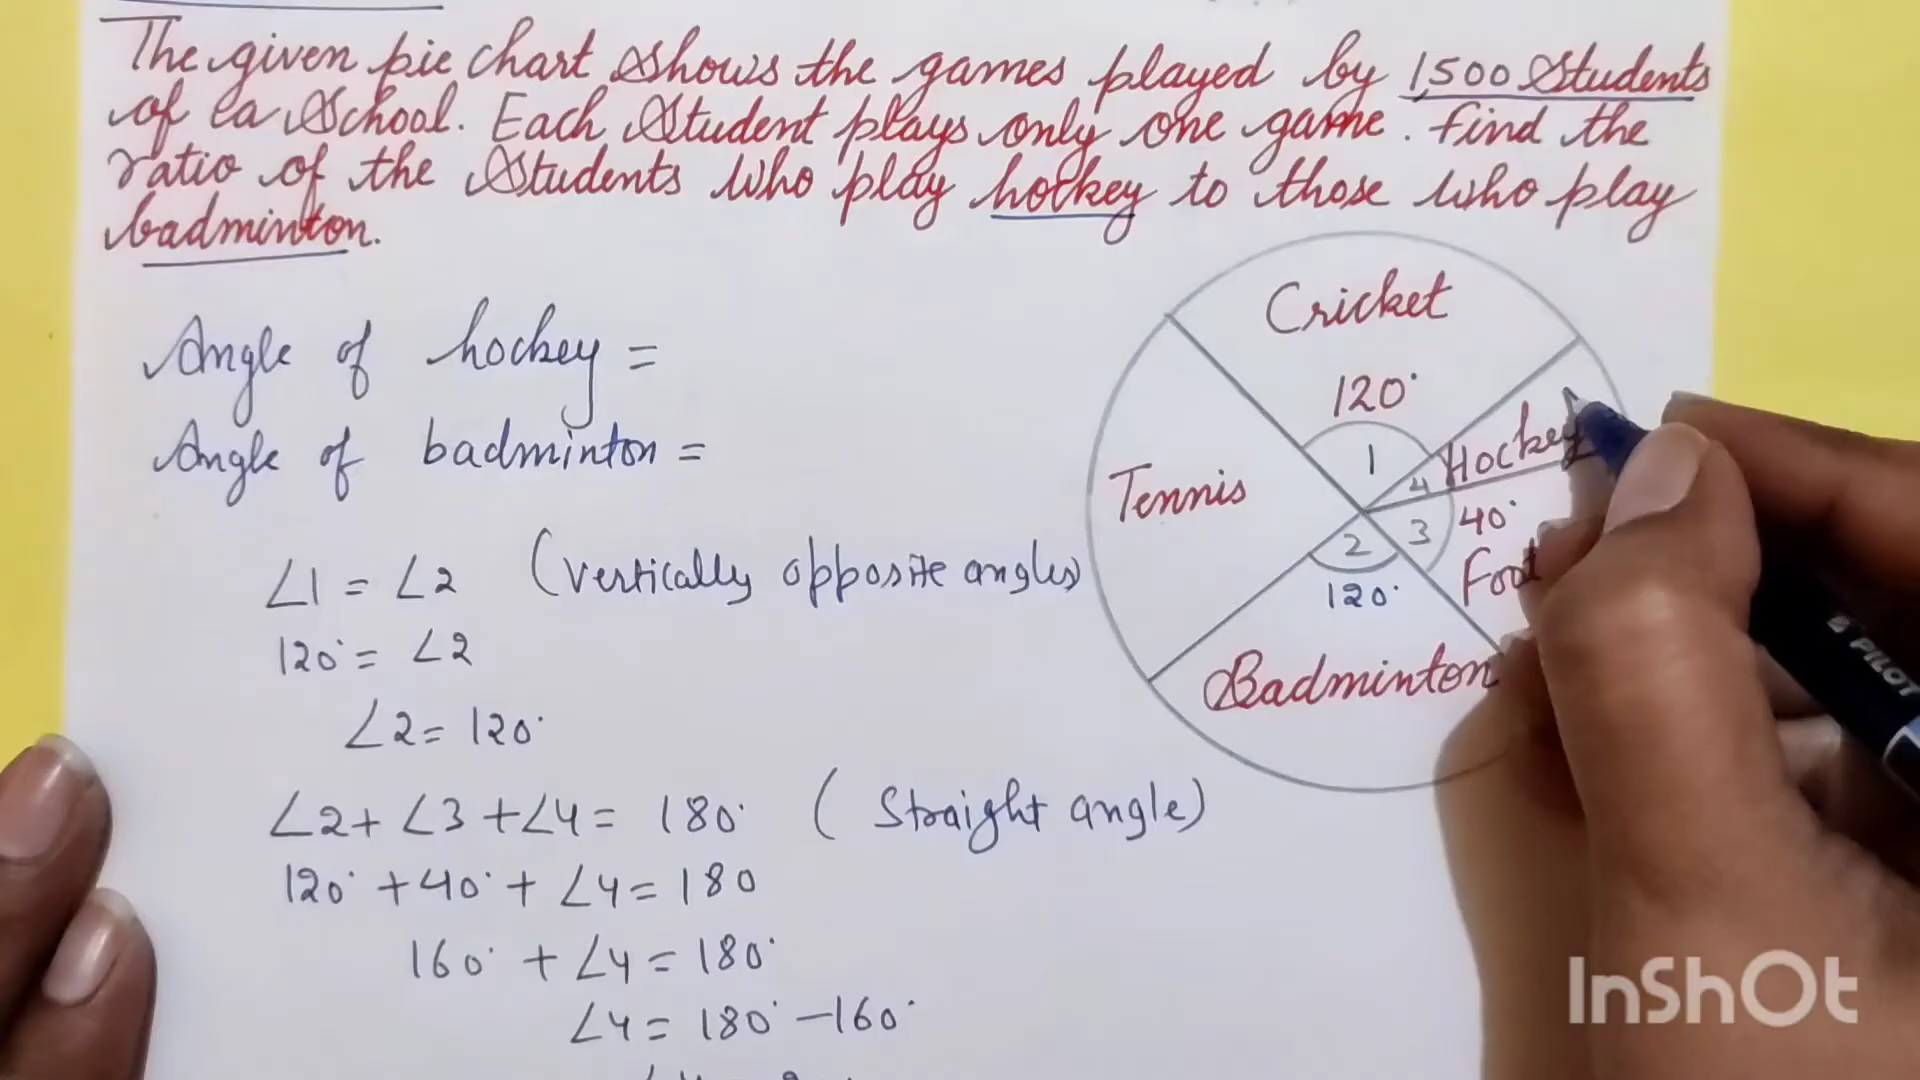 The given pie chart shows the games played by 1,500 Students
of a School. Each Student plays only one game. find the
ratio of the Students who play hockey to those who play
badminton.
Angle of hockey =
Angle of badminton =
∠1 = ∠2 (vertically opposite angles)
120° = ∠2
∠2 = 120°
∠2 + ∠3 + ∠4 = 180° (Straight angle)
120° + 40° + ∠4 = 180
160° + ∠4 = 180°
∠4 = 180° - 160°
Cricket
120°
1
Hockey
4
Tennis
3
40°
2
Foot
120°
Badminton
PILOT
InShOt